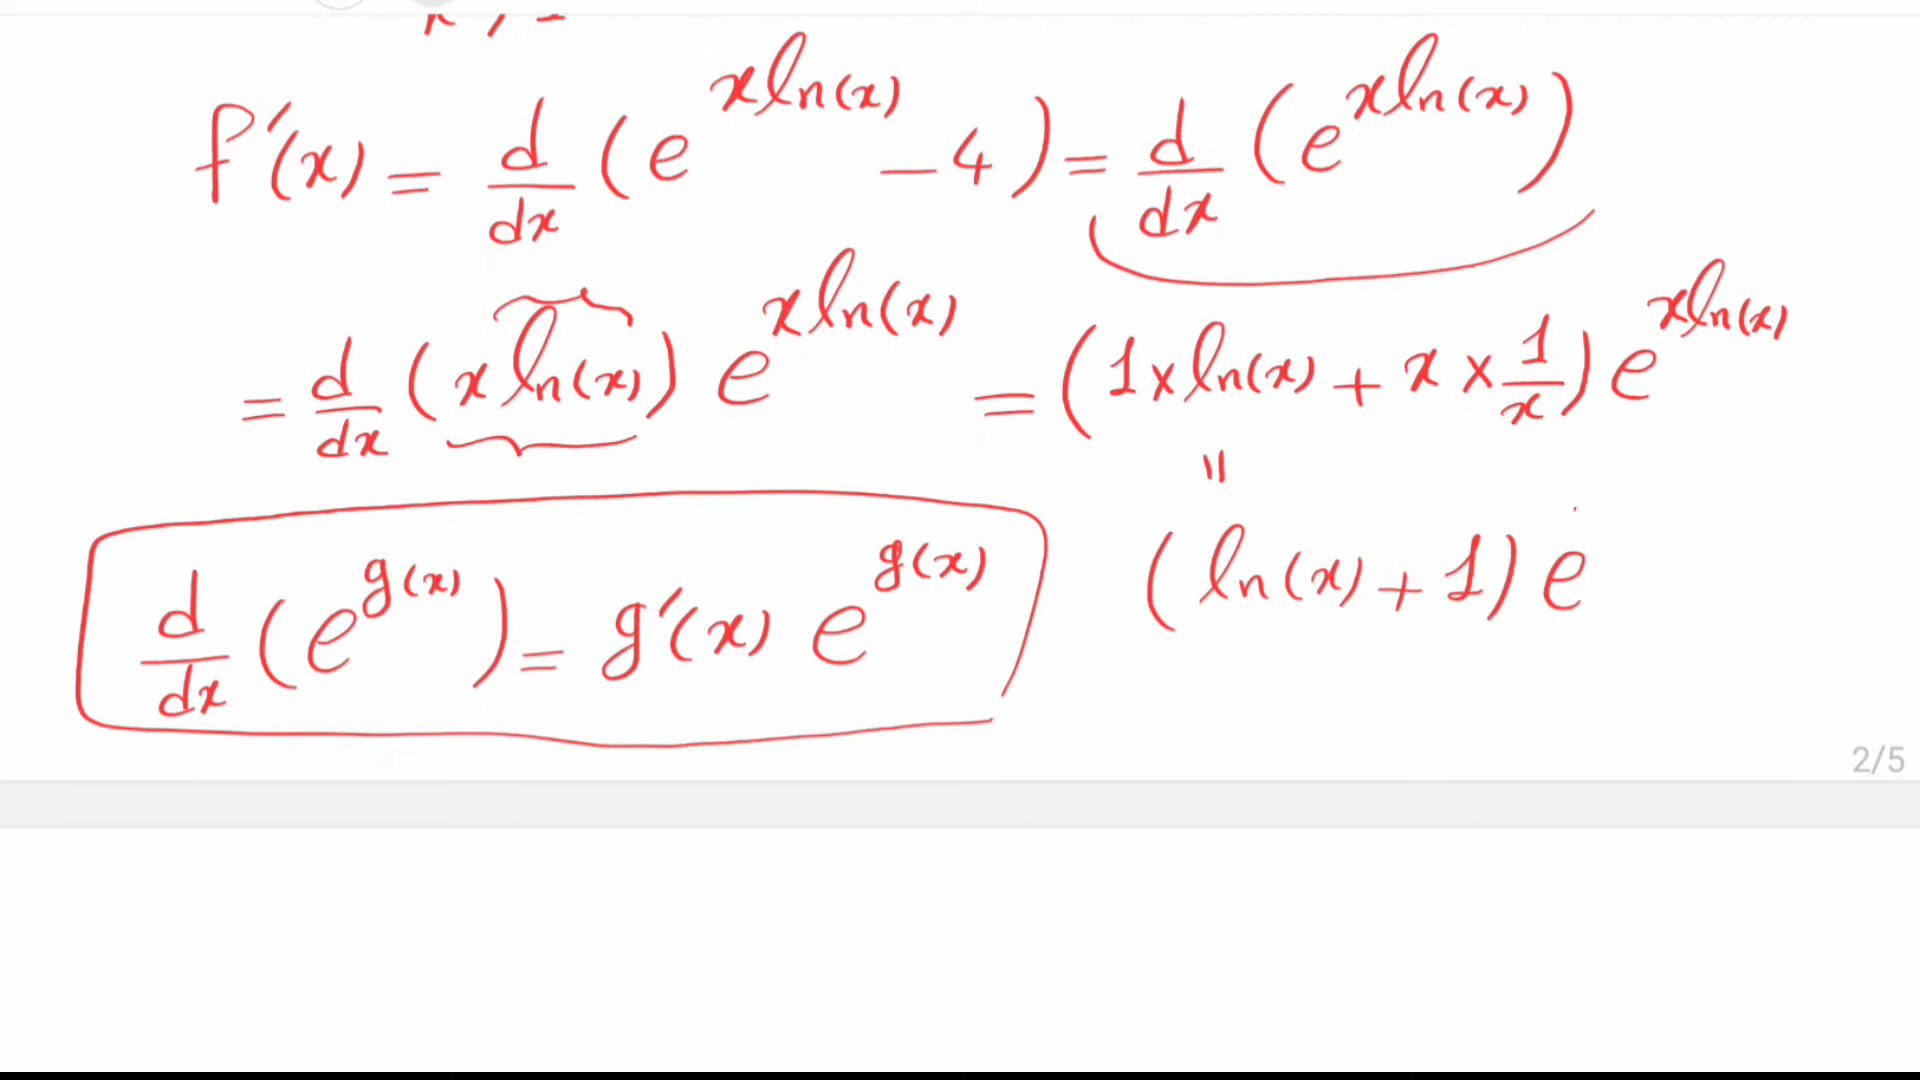 f'(x) = d/dx (e^{x ln(x)} - 4) = d/dx (e^{x ln(x)})
= d/dx (x ln(x)) e^{x ln(x)} = (1 x ln(x) + x x 1/x) e^{x ln(x)}
=
d/dx (e^{g(x)}) = g'(x) e^{g(x)}
(ln(x) + 1) e
2/5